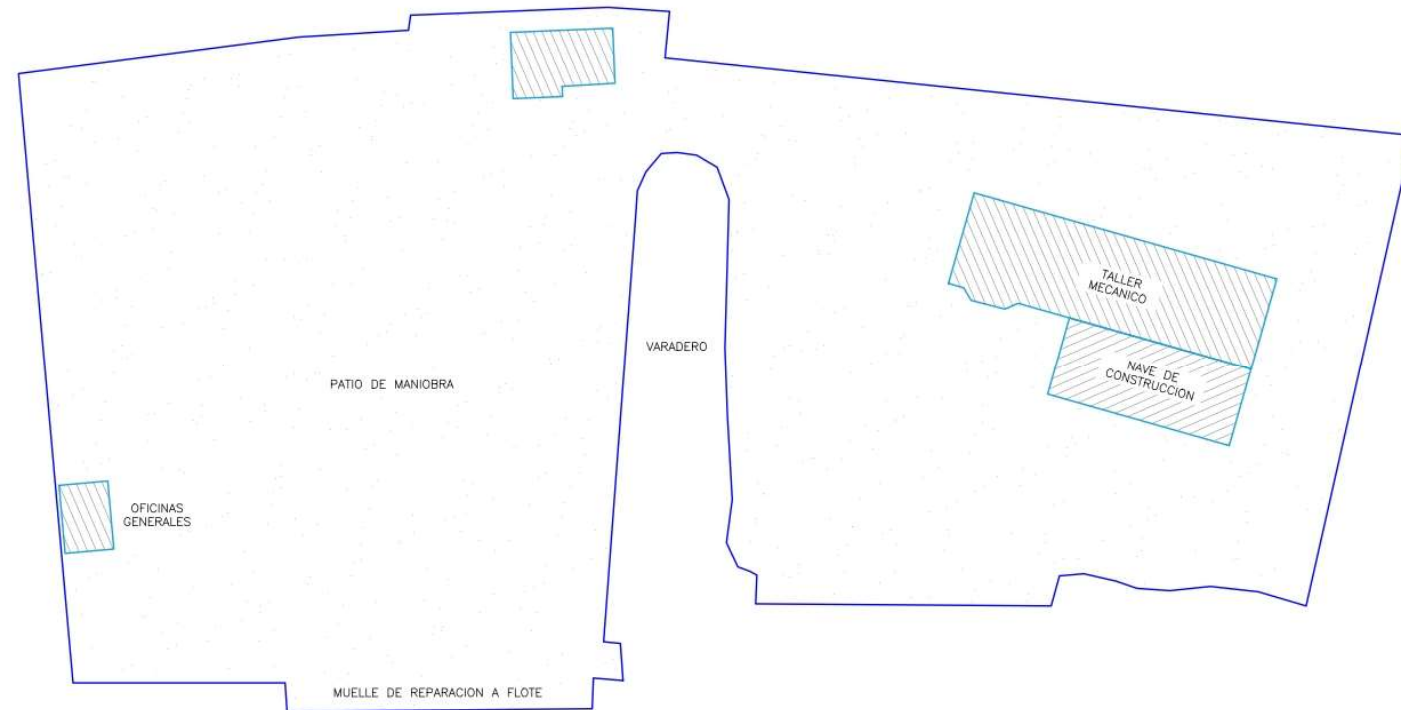 TALLER
MECANICO
VARADERO
NAVE DE
CONSTRUCCION
PATIO DE MANIOBRA
OFICINAS
GENERALES
MUELLE DE REPARACION A FLOTE